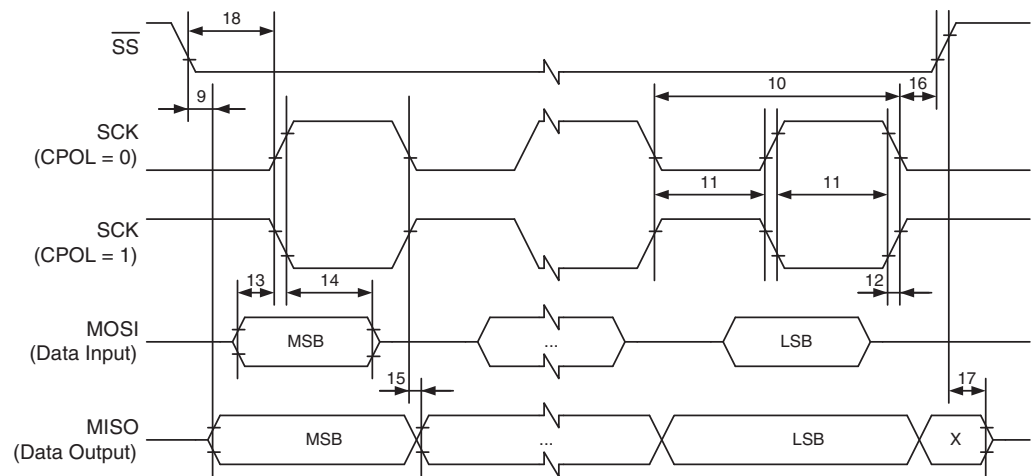 18
SS
10
9
16
SCK
(CPOL = 0)
11
11
SCK
(CPOL = 1)
13
14
12
MOSI
(Data Input)
MSB
...
LSB
15
17
MISO
(Data Output)
MSB
...
LSB
X